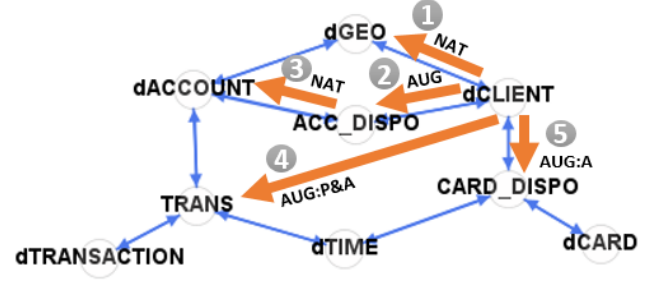 1
dGEO
NAT
3
NAT
2
AUG
dACCOUNT
dCLIENT
ACC_DISPO
4
5
AUG:A
AUG:P&A
CARD_DISPO
TRANS
dTIME
dCARD
dTRANSACTION